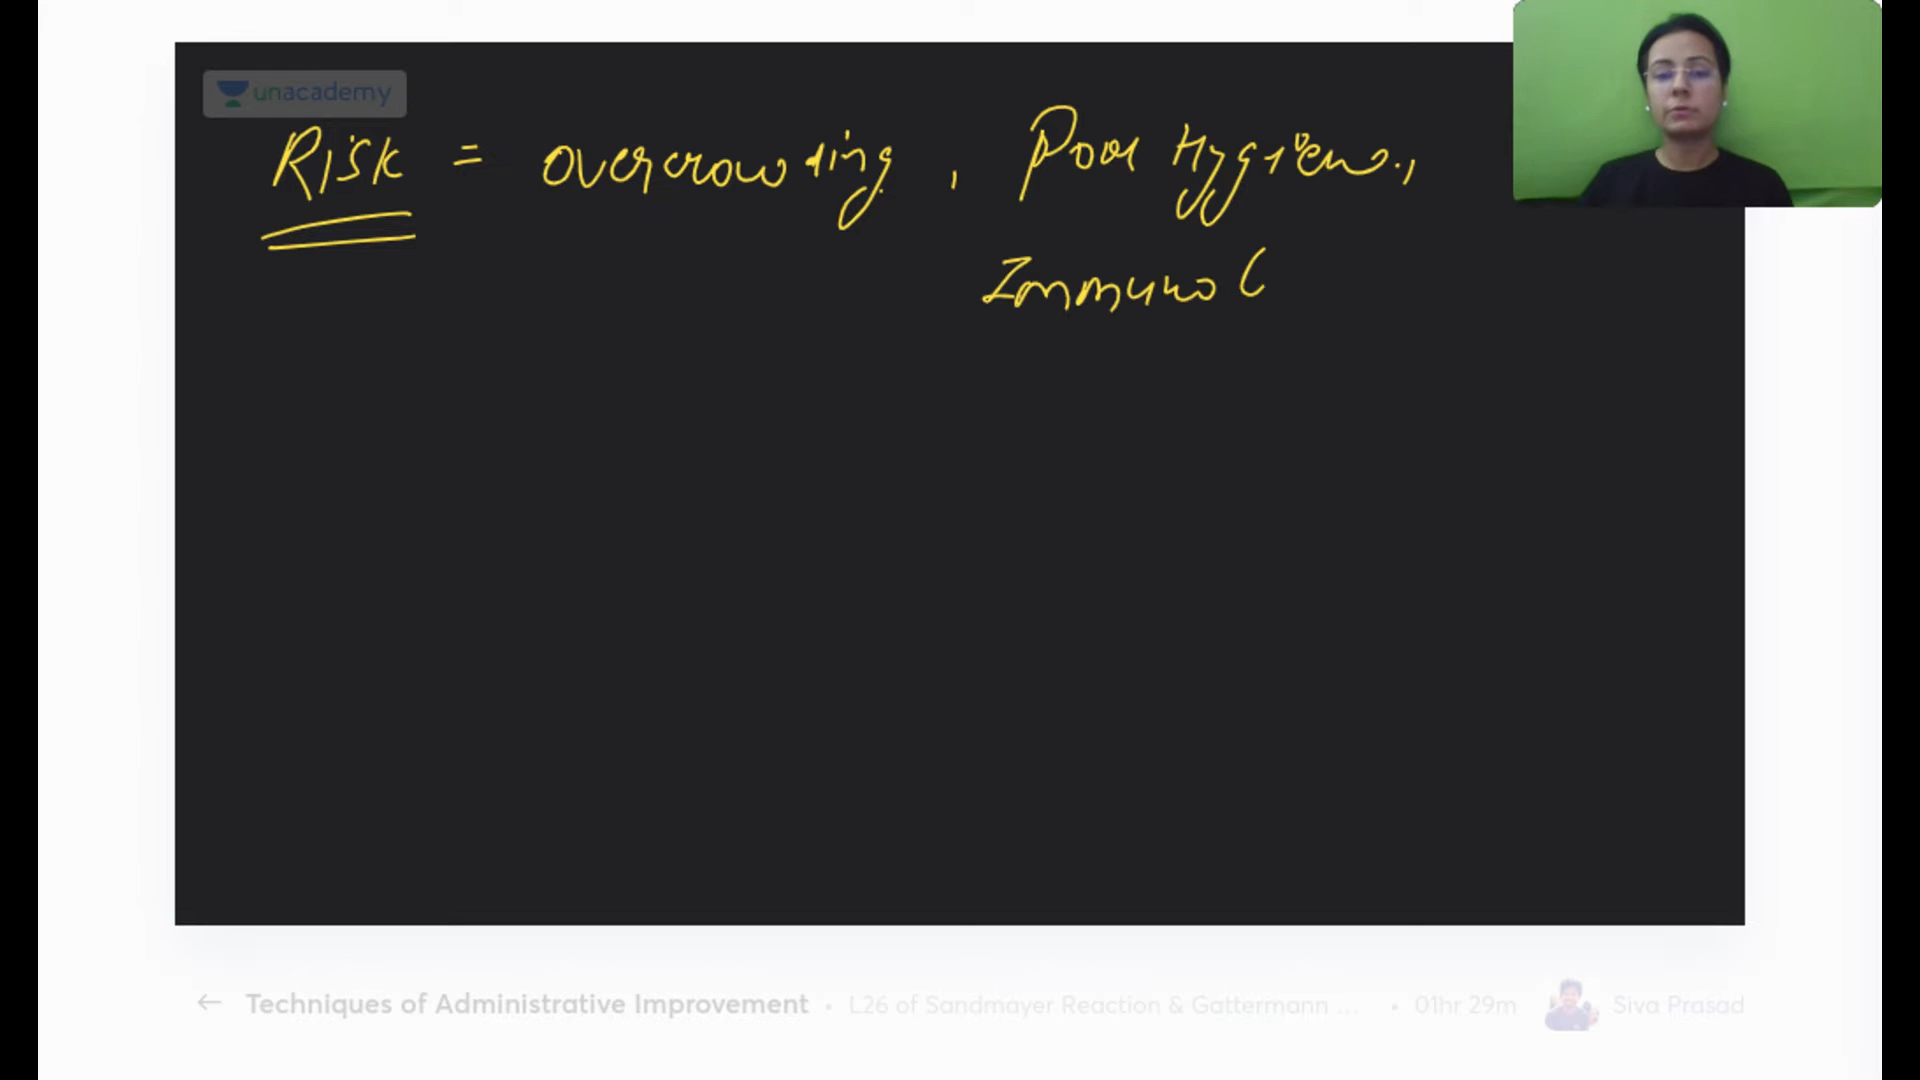 unacademy
Risk = overcrowding, Poor Hygiene,
Immuno C
← Techniques of Administrative Improvement • L26 of Sandmayer Reaction & Gattermann ... • 01hr 29m Siva Prasad